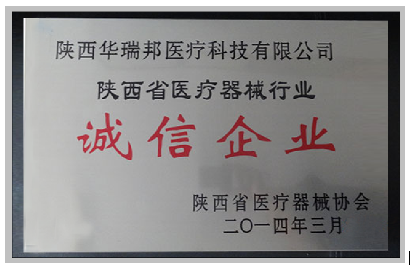 陕西华瑞邦医疗科技有限公司
陕西省医疗器械行业
诚信企业
陕西省医疗器械协会
二〇一四年三月